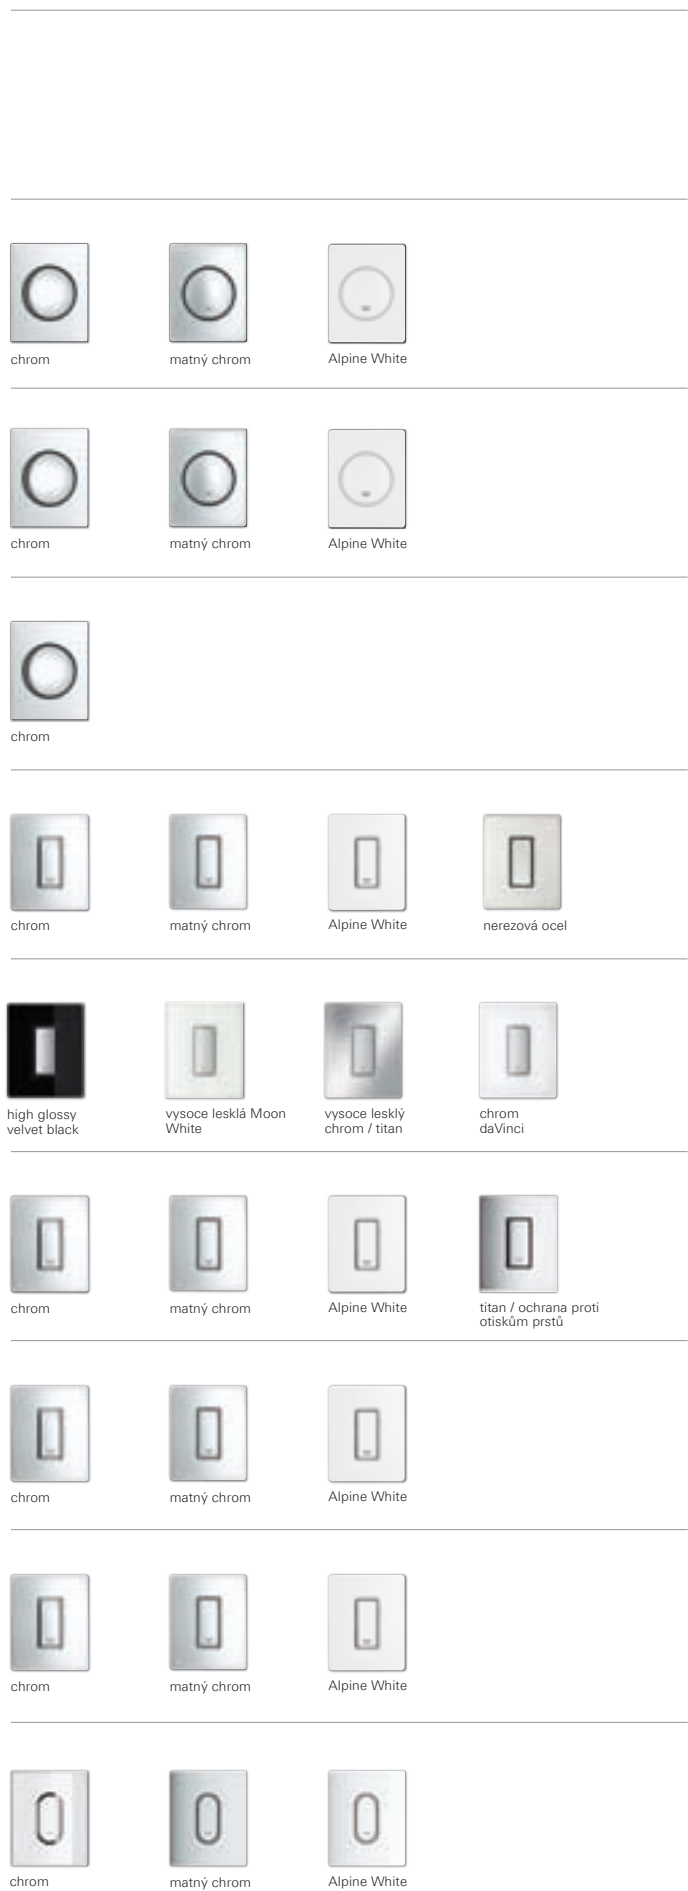 chrom
matný chrom
Alpine White
chrom
matný chrom
Alpine White
chrom
chrom
matný chrom
Alpine White
nerezová ocel
high glossy
velvet black
vysoce lesklá Moon
White
vysoce lesklý
chrom / titan
chrom
daVinci
chrom
matný chrom
Alpine White
titan / ochrana proti
otiskům prstů
chrom
matný chrom
Alpine White
chrom
matný chrom
Alpine White
chrom
matný chrom
Alpine White